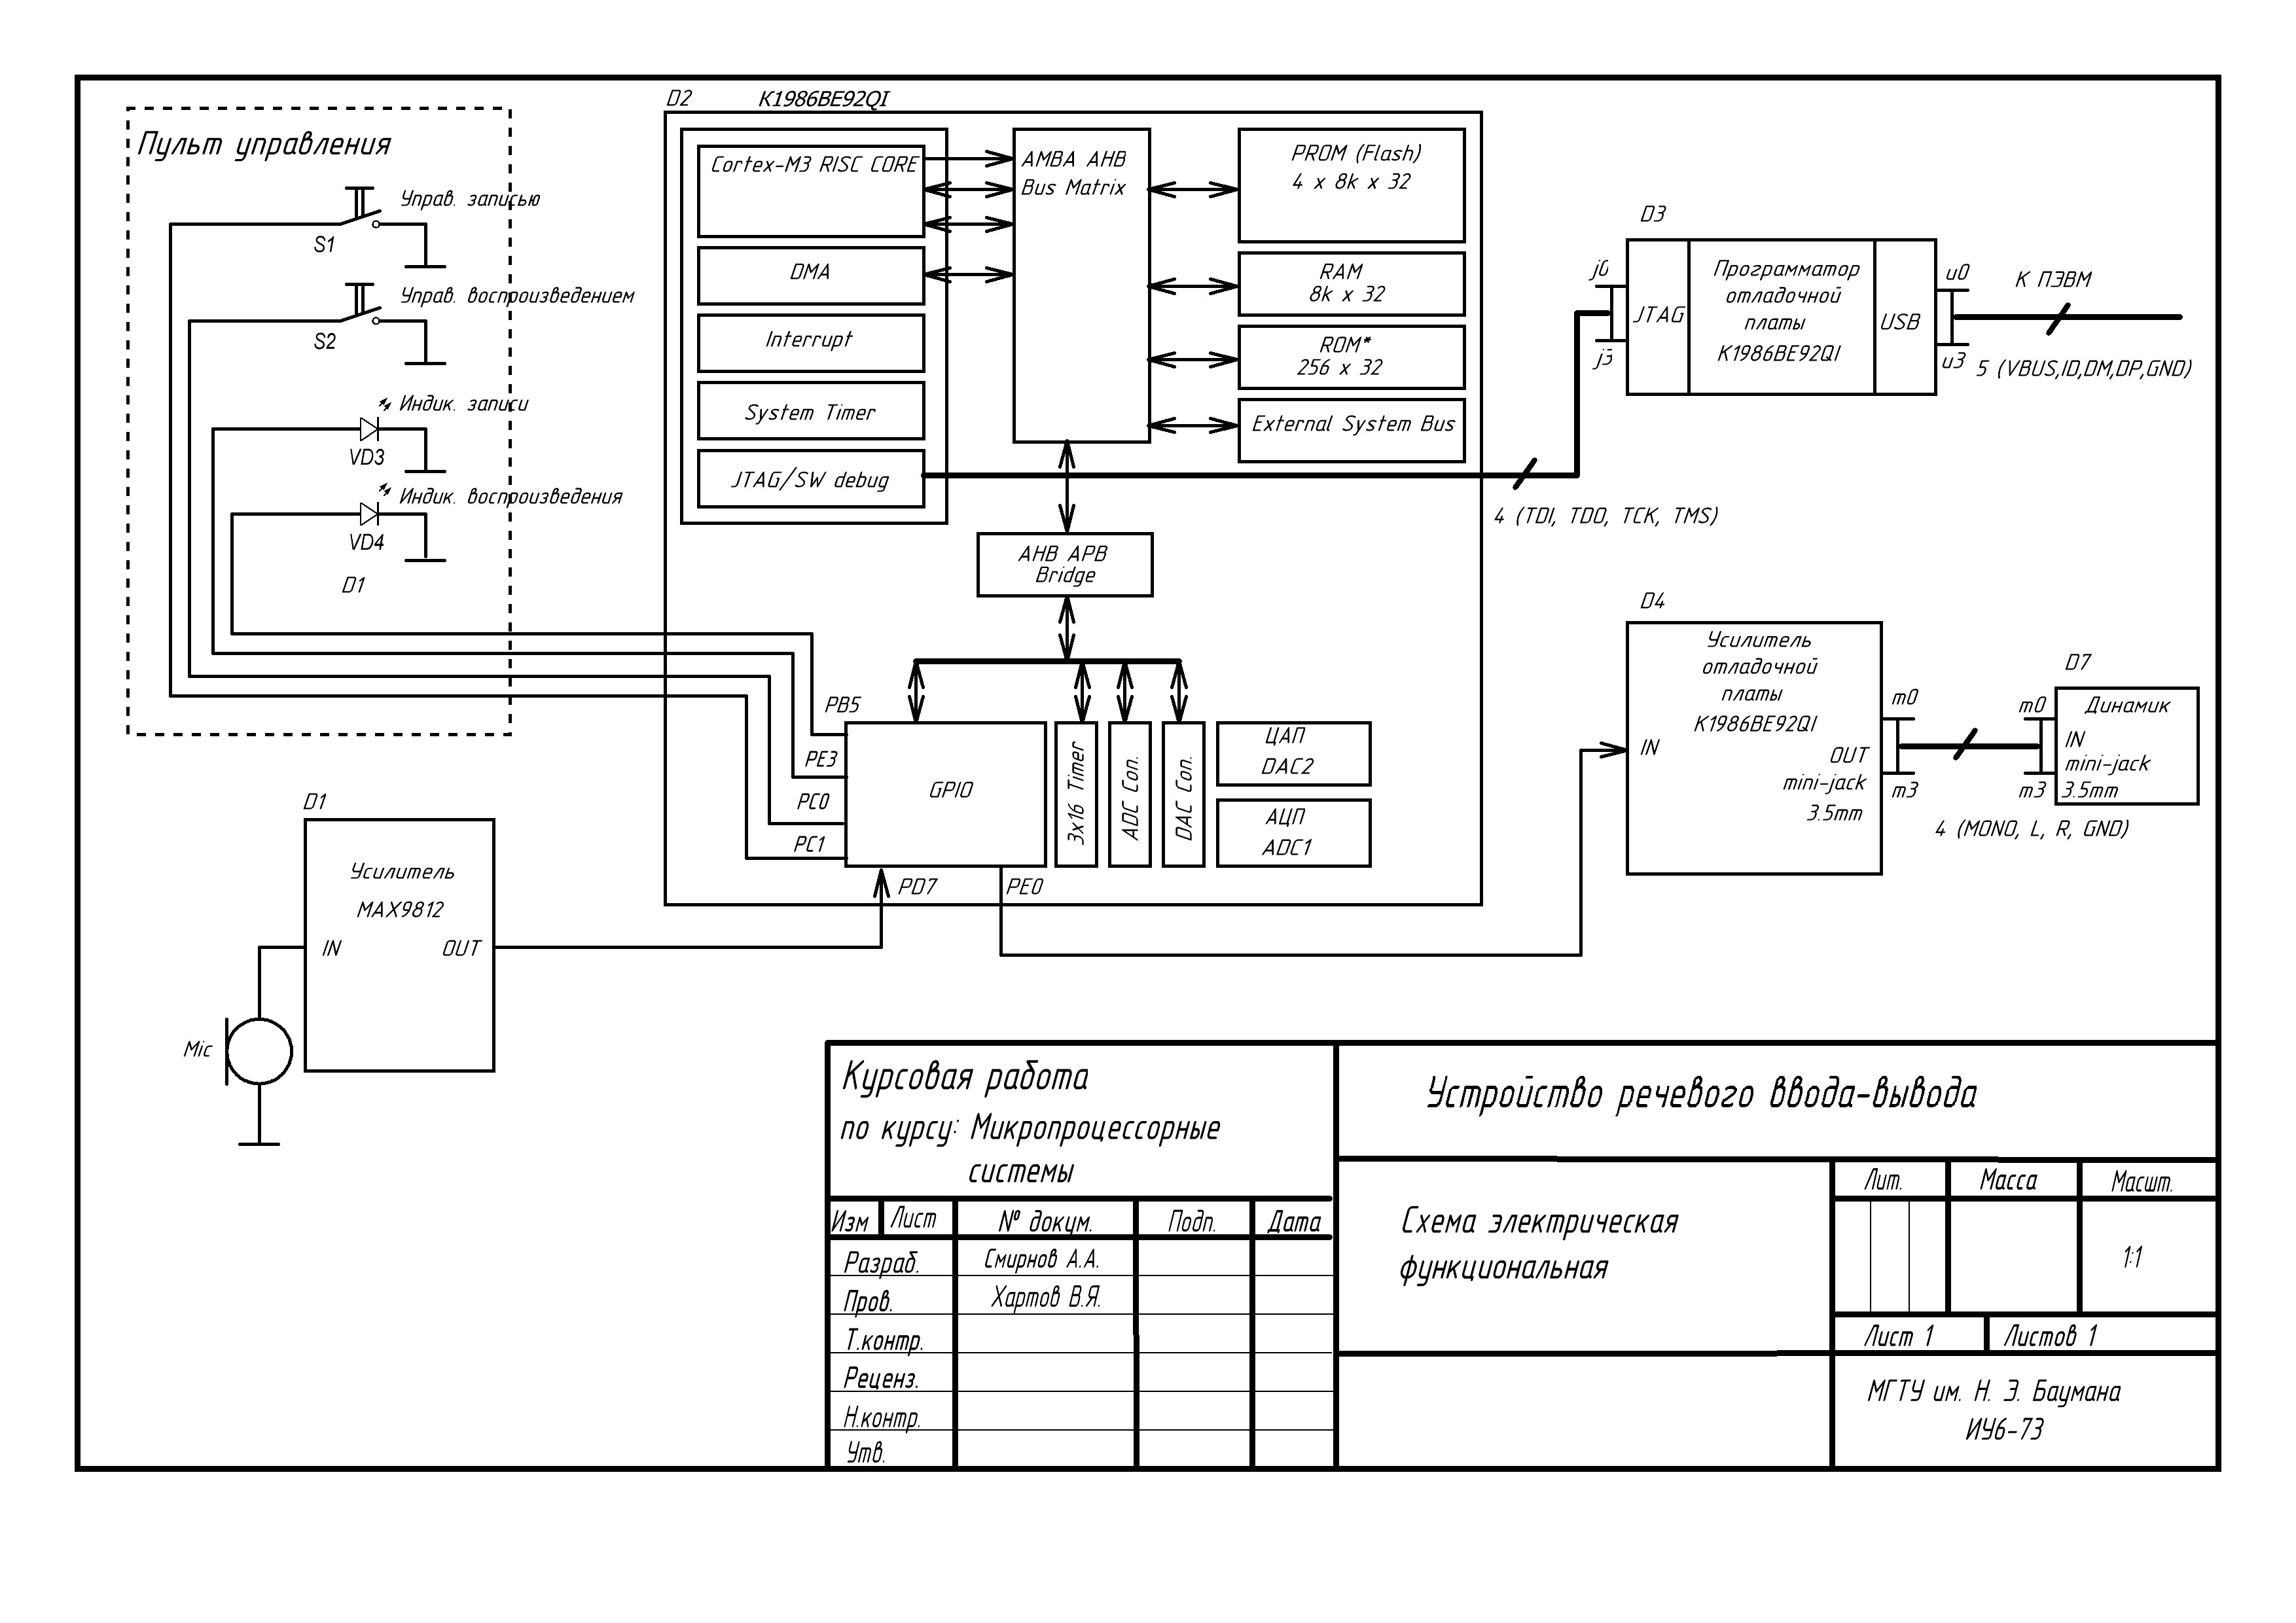 Пульт управления
Управ. записью
S1
Управ. воспроизведением
S2
Индик. записи
VD3
Индик. воспроизведения
VD4
D1
D2
K1986BE92QI
Cortex-M3 RISC CORE
DMA
Interrupt
System Timer
JTAG/SW debug
AMBA AHB
Bus Matrix
PROM (Flash)
4 x 8k x 32
RAM
8k x 32
ROM*
256 x 32
External System Bus
AHB APB
Bridge
PB5
PE3
PC0
PC1
GPIO
3x16 Timer
ADC Con.
DAC Con.
ЦАП
DAC2
АЦП
ADC1
PD7
PE0
D3
j0
j3
JTAG
Программатор
отладочной
платы
K1986BE92QI
USB
u0
u3
К ПЭВМ
5 (VBUS,ID,DM,DP,GND)
4 (TDI, TDO, TCK, TMS)
D4
Усилитель
отладочной
платы
K1986BE92QI
IN
OUT
mini-jack
3.5mm
m0
m3
4 (MONO, L, R, GND)
D7
m0
m3
Динамик
IN
mini-jack
3.5mm
D1
Усилитель
MAX9812
IN
OUT
Mic
Курсовая работа
по курсу: Микропроцессорные
системы
Изм Лист № докум. Подп. Дата
Разраб. Смирнов А.А.
Пров. Хартов В.Я.
Т.контр.
Реценз.
Н.контр.
Утв.
Устройство речевого ввода-вывода
Схема электрическая
функциональная
Лит. Масса Масшт.
1:1
Лист 1 Листов 1
МГТУ им. Н. Э. Баумана
ИУ6-73